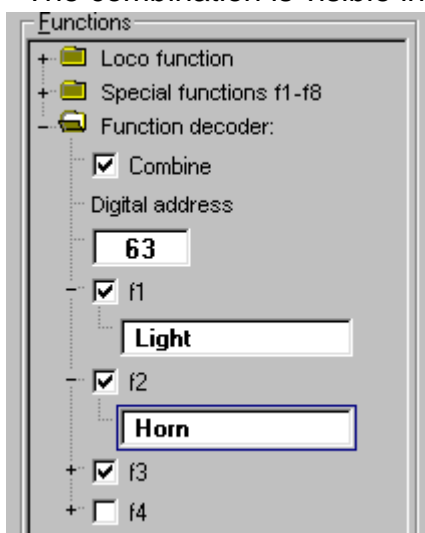 Functions
Loco function
Special functions f1-f8
Function decoder:
Combine
Digital address
63
f1
Light
f2
Horn
f3
f4